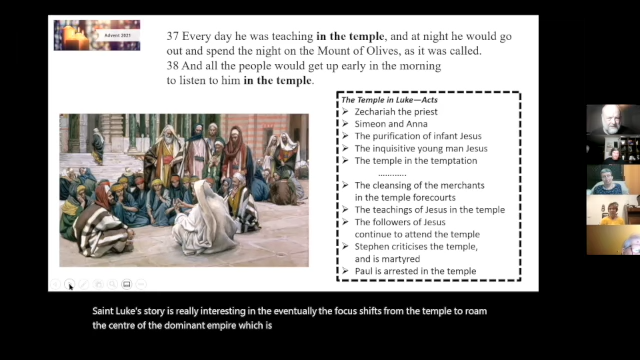 Advent 2021
37 Every day he was teaching in the temple, and at night he would go
out and spend the night on the Mount of Olives, as it was called.
38 And all the people would get up early in the morning
to listen to him in the temple.
The Temple in Luke—Acts
Zechariah the priest
Simeon and Anna
The purification of infant Jesus
The inquisitive young man Jesus
The temple in the temptation
............
The cleansing of the merchants
in the temple forecourts
The teachings of Jesus in the temple
The followers of Jesus
continue to attend the temple
Stephen criticises the temple,
and is martyred
Paul is arrested in the temple
Saint Luke's story is really interesting in the eventually the focus shifts from the temple to roam
the centre of the dominant empire which is